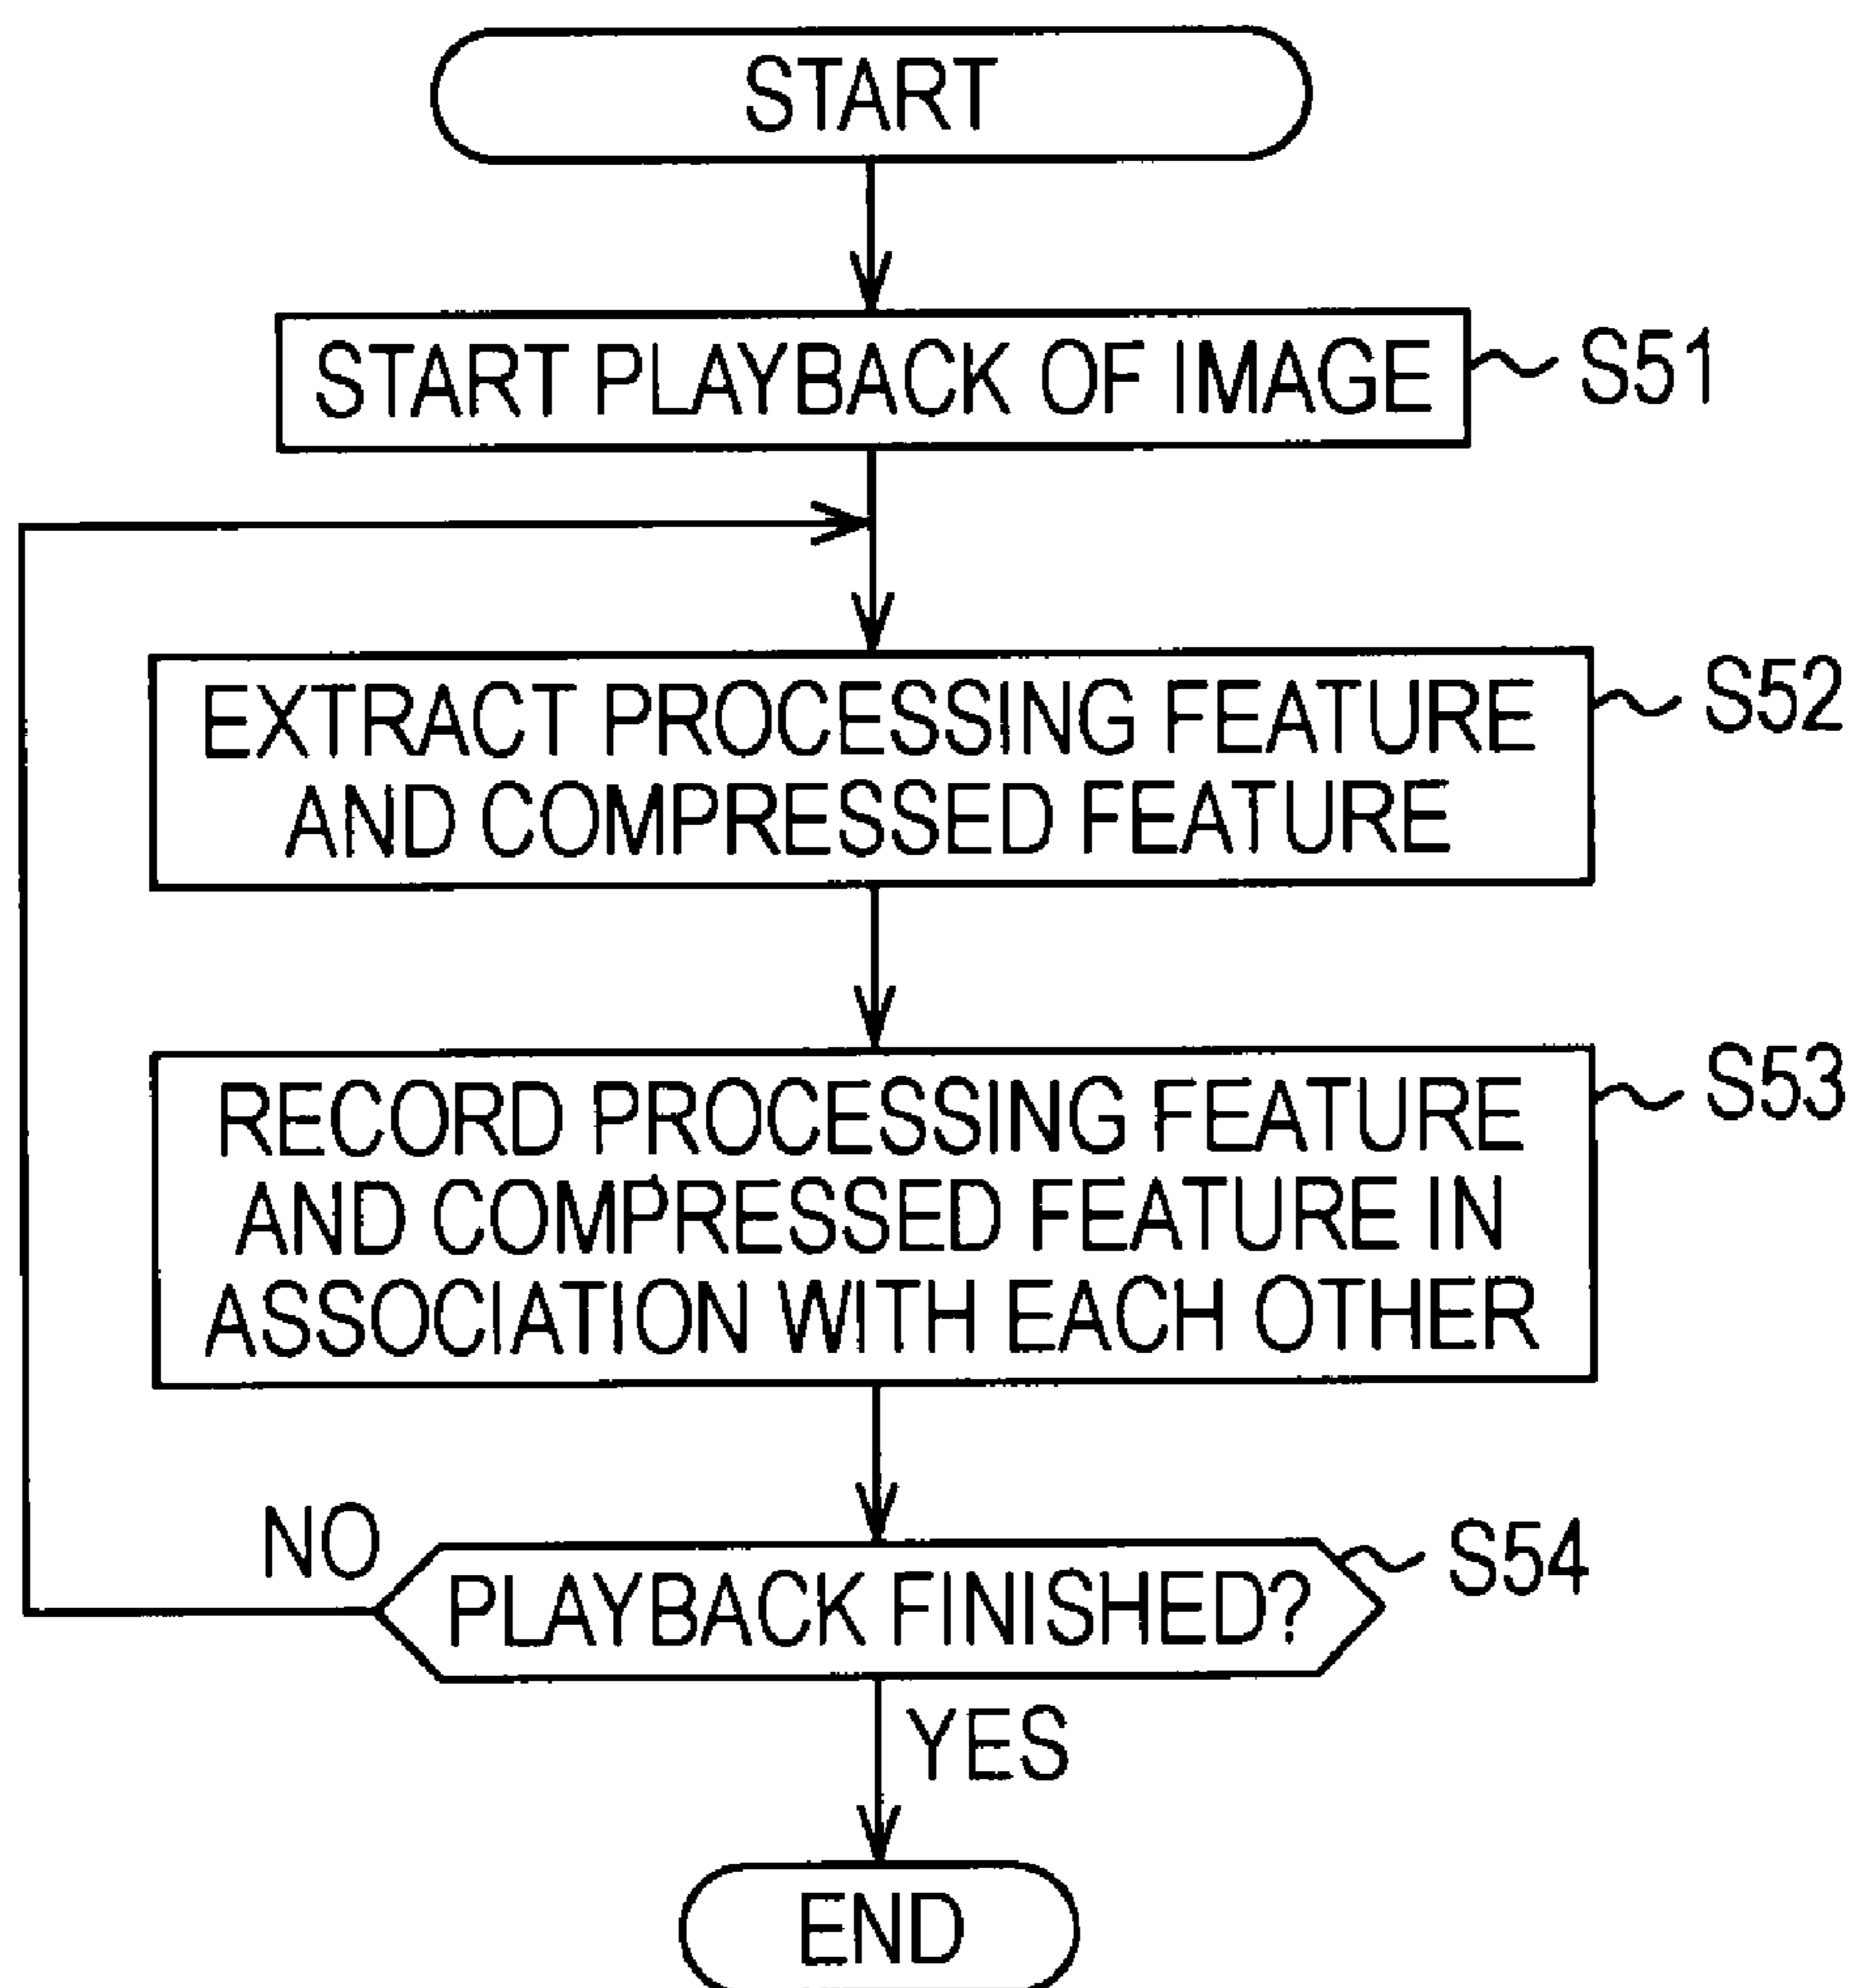 START
START PLAYBACK OF IMAGE
S51
EXTRACT PROCESSING FEATURE
AND COMPRESSED FEATURE
S52
RECORD PROCESSING FEATURE
AND COMPRESSED FEATURE IN
ASSOCIATION WITH EACH OTHER
S53
NO
PLAYBACK FINISHED?
S54
YES
END